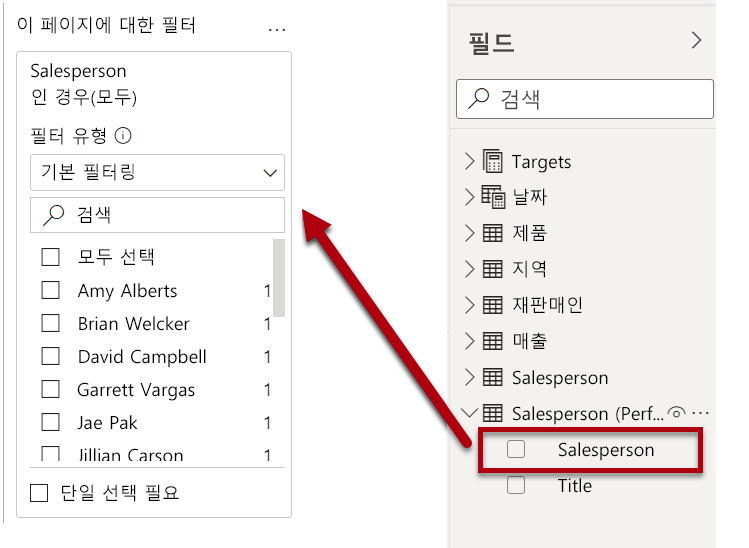 이 페이지에 대한 필터 ...
Salesperson
인 경우(모두)
필터 유형
기본 필터링
검색
모두 선택
Amy Alberts 1
Brian Welcker 1
David Campbell 1
Garrett Vargas 1
Jae Pak 1
Jillian Carson 1
단일 선택 필요
필드
검색
Targets
날짜
제품
지역
재판매인
매출
Salesperson
Salesperson (Perf... ...
Salesperson
Title